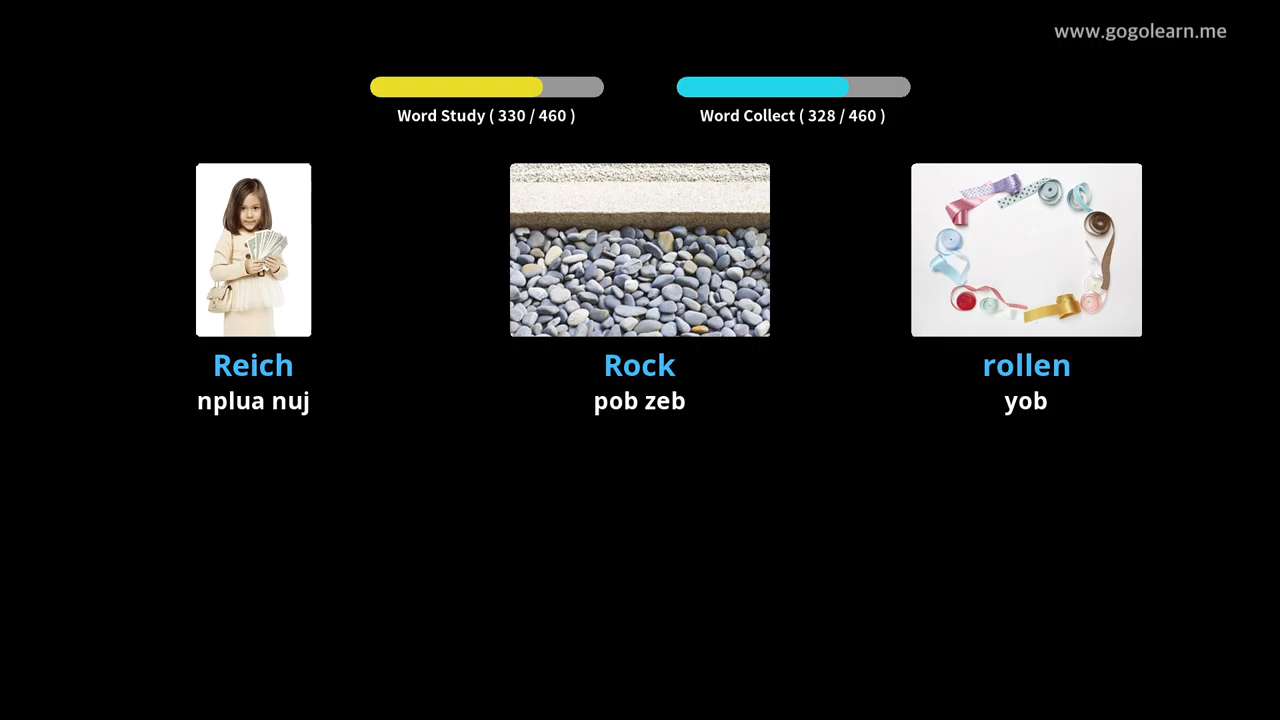 www.gogolearn.me
Word Study ( 330 / 460 )
Word Collect ( 328 / 460 )
Reich
nplua nuj
Rock
pob zeb
rollen
yob